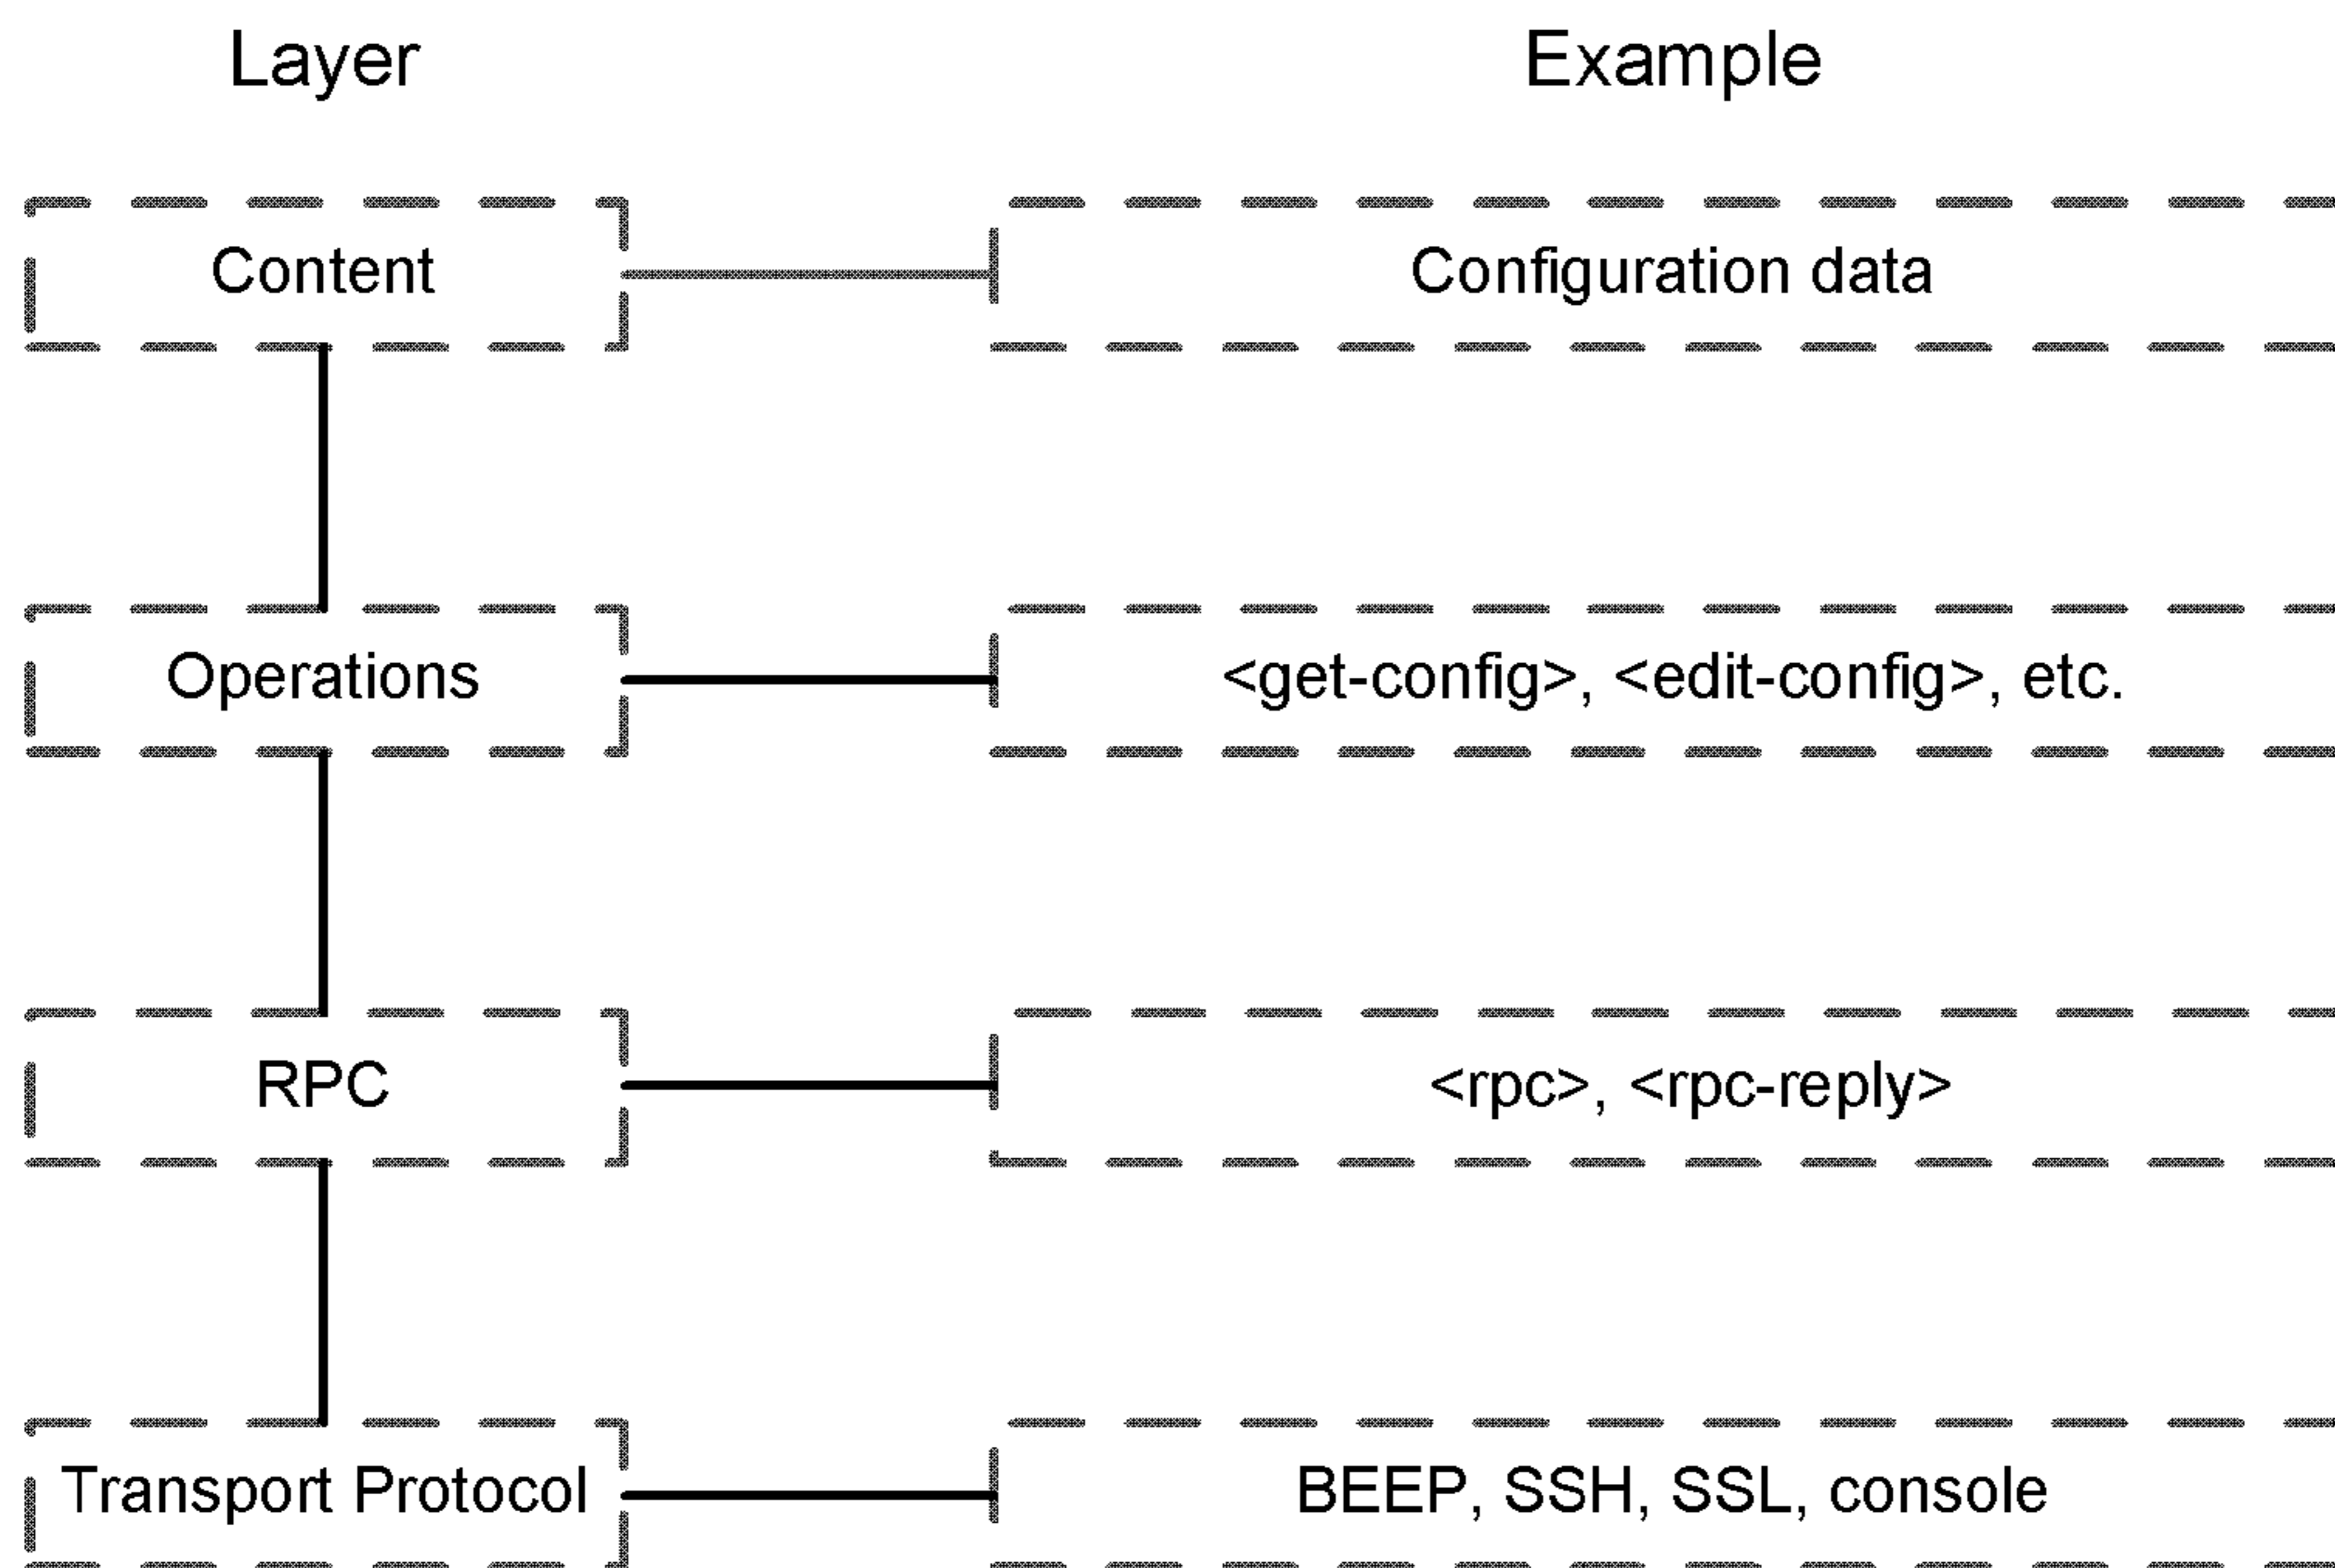 Layer
Example
Content
Configuration data
Operations
<get-config>, <edit-config>, etc.
RPC
<rpc>, <rpc-reply>
Transport Protocol
BEEP, SSH, SSL, console